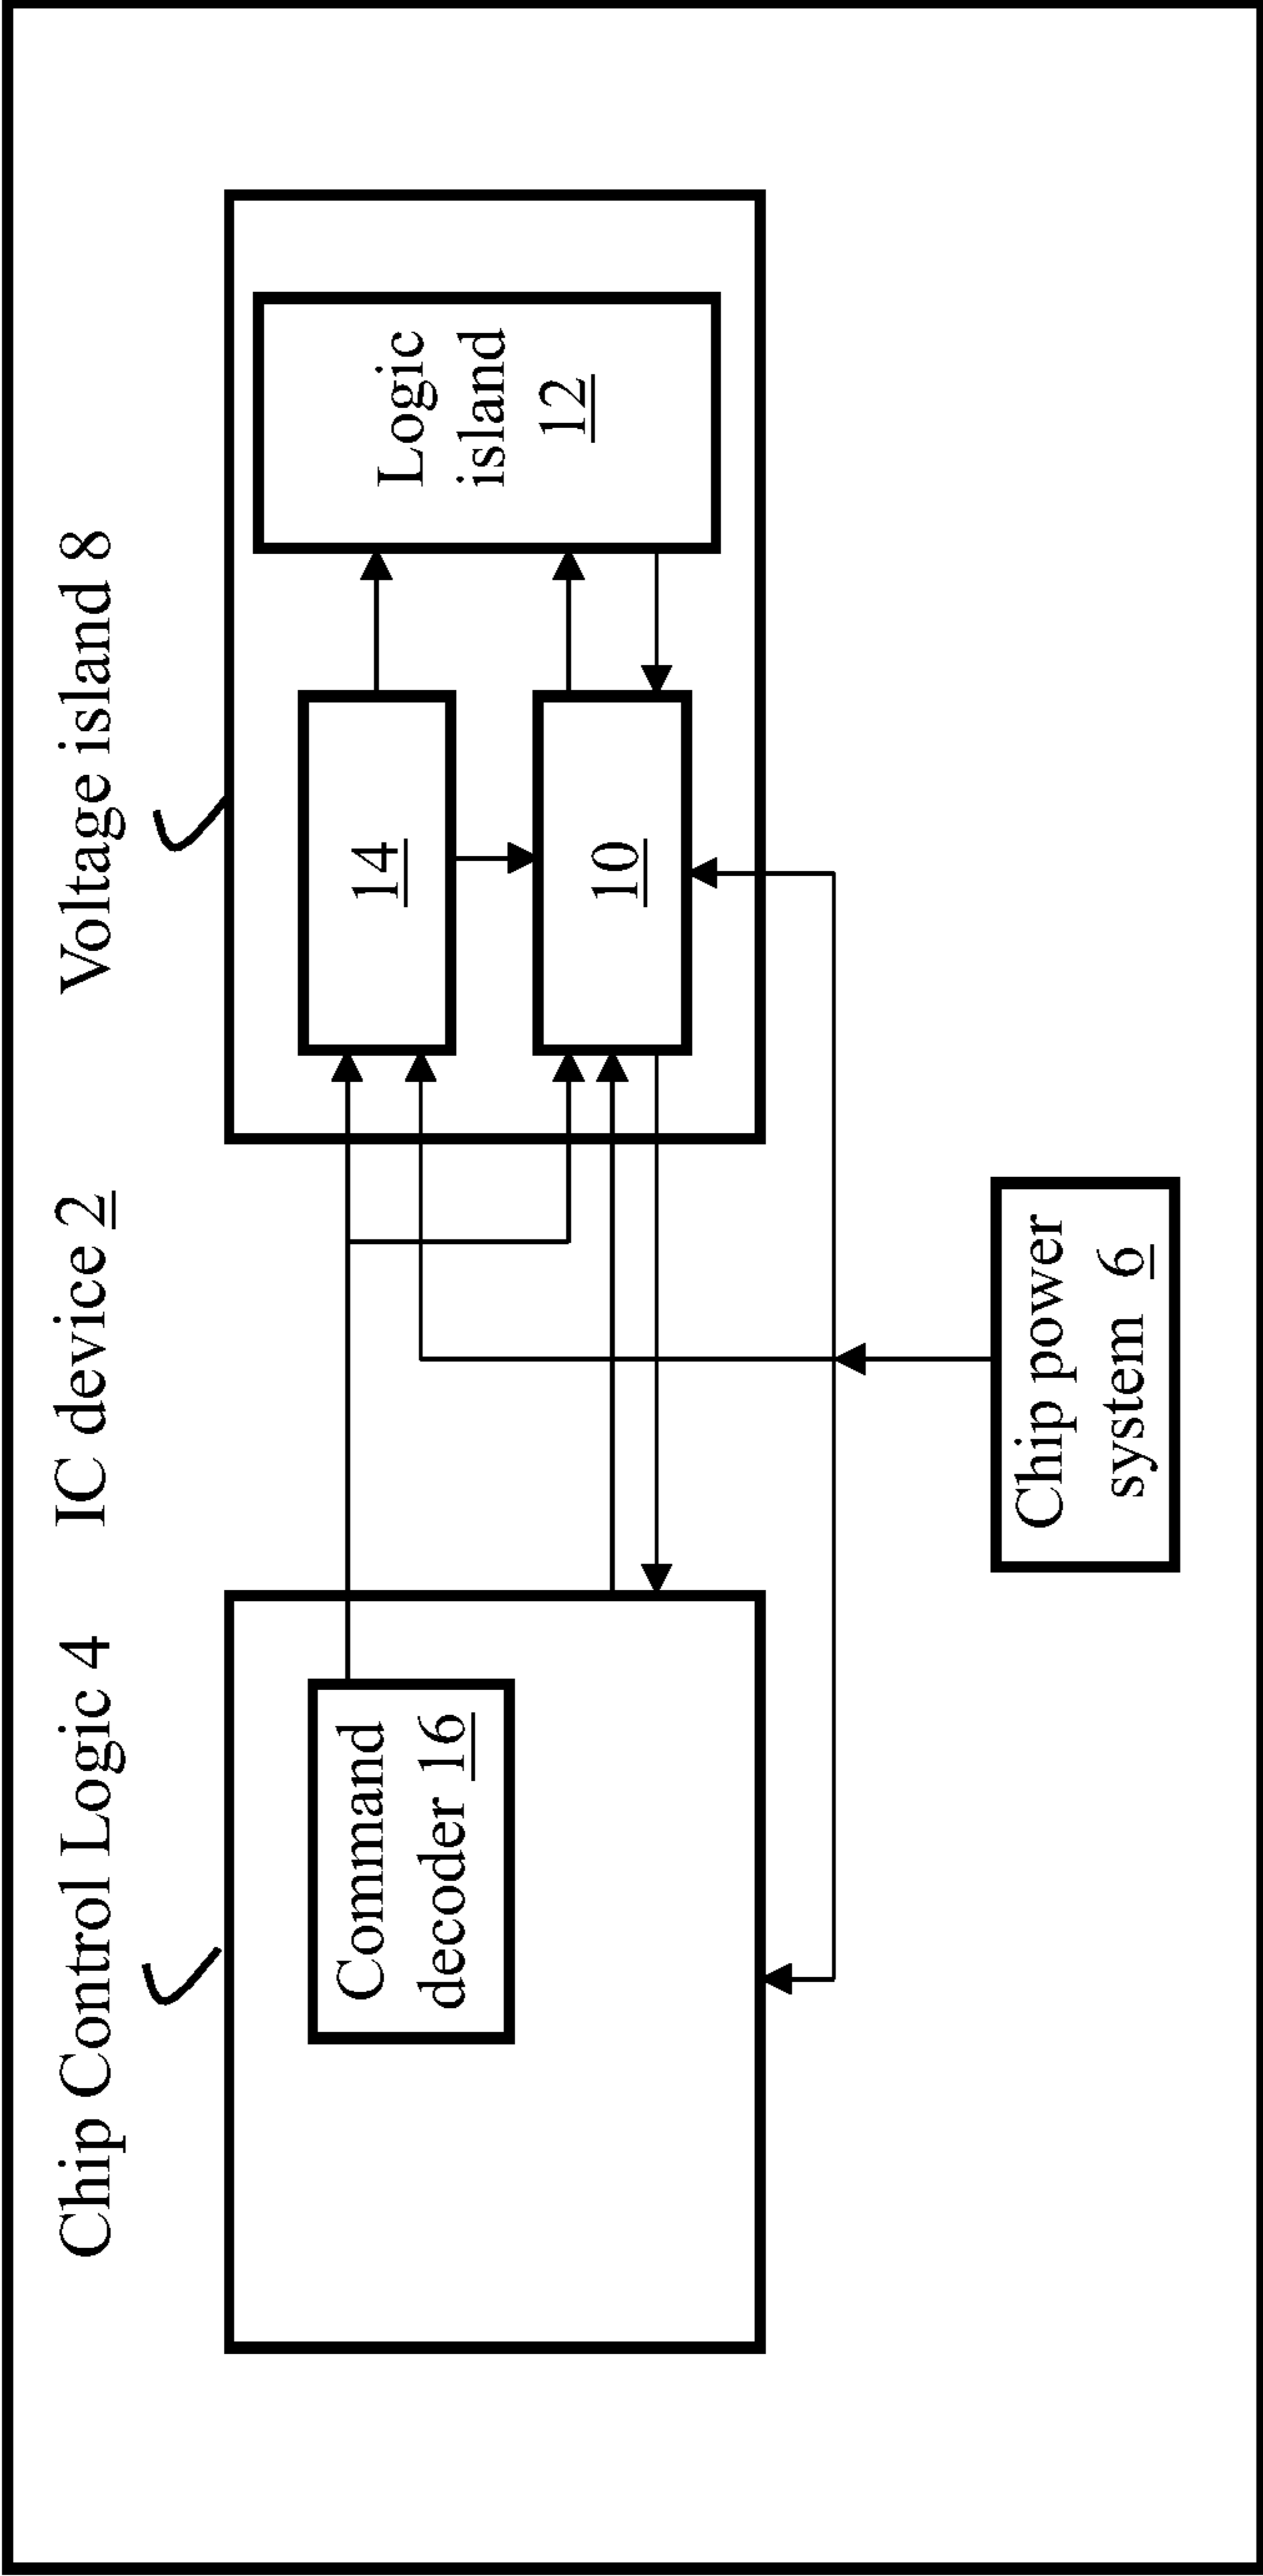 Chip Control Logic 4
IC device 2
Voltage island 8
Command
decoder 16
14
10
Logic
island
12
Chip power
system 6